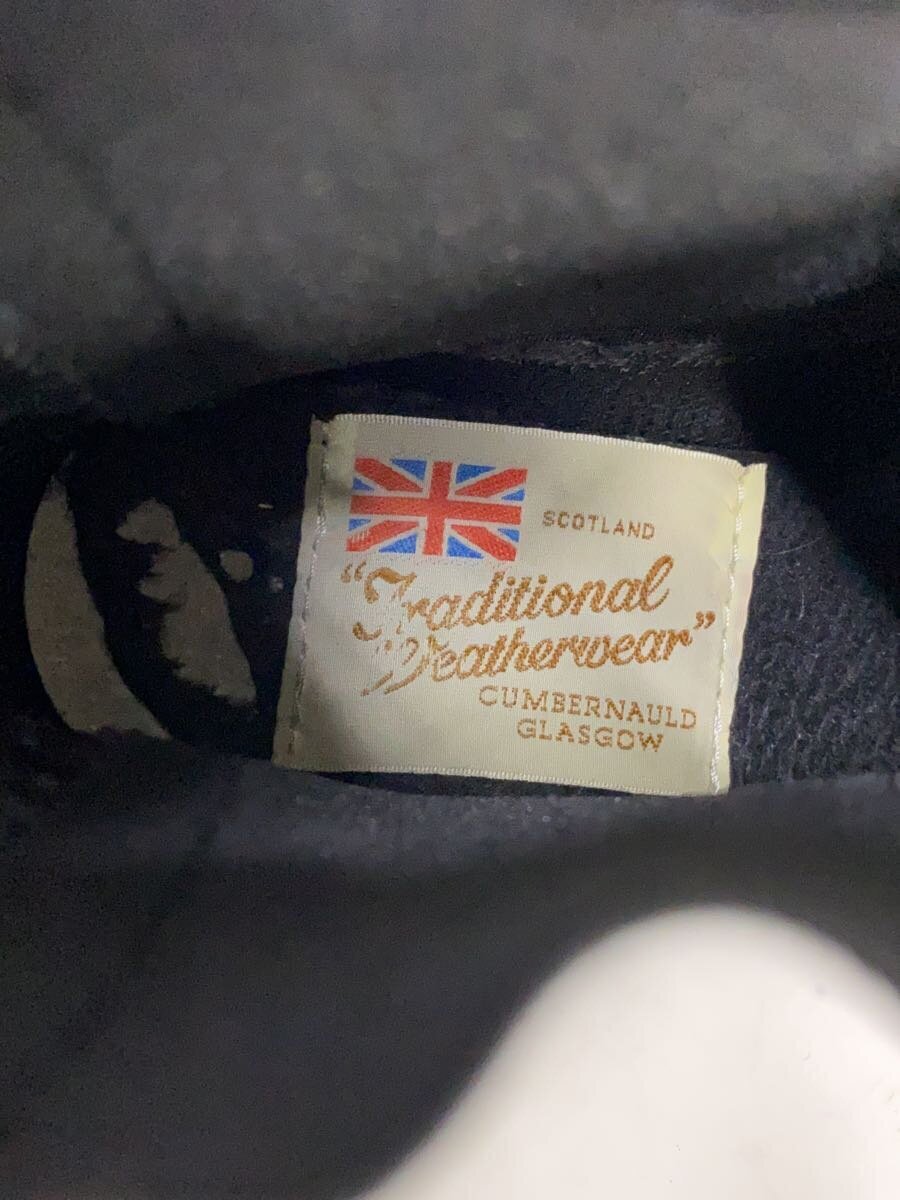 SCOTLAND
“Traditional
Weatherwear”
CUMBERNAULD
GLASGOW